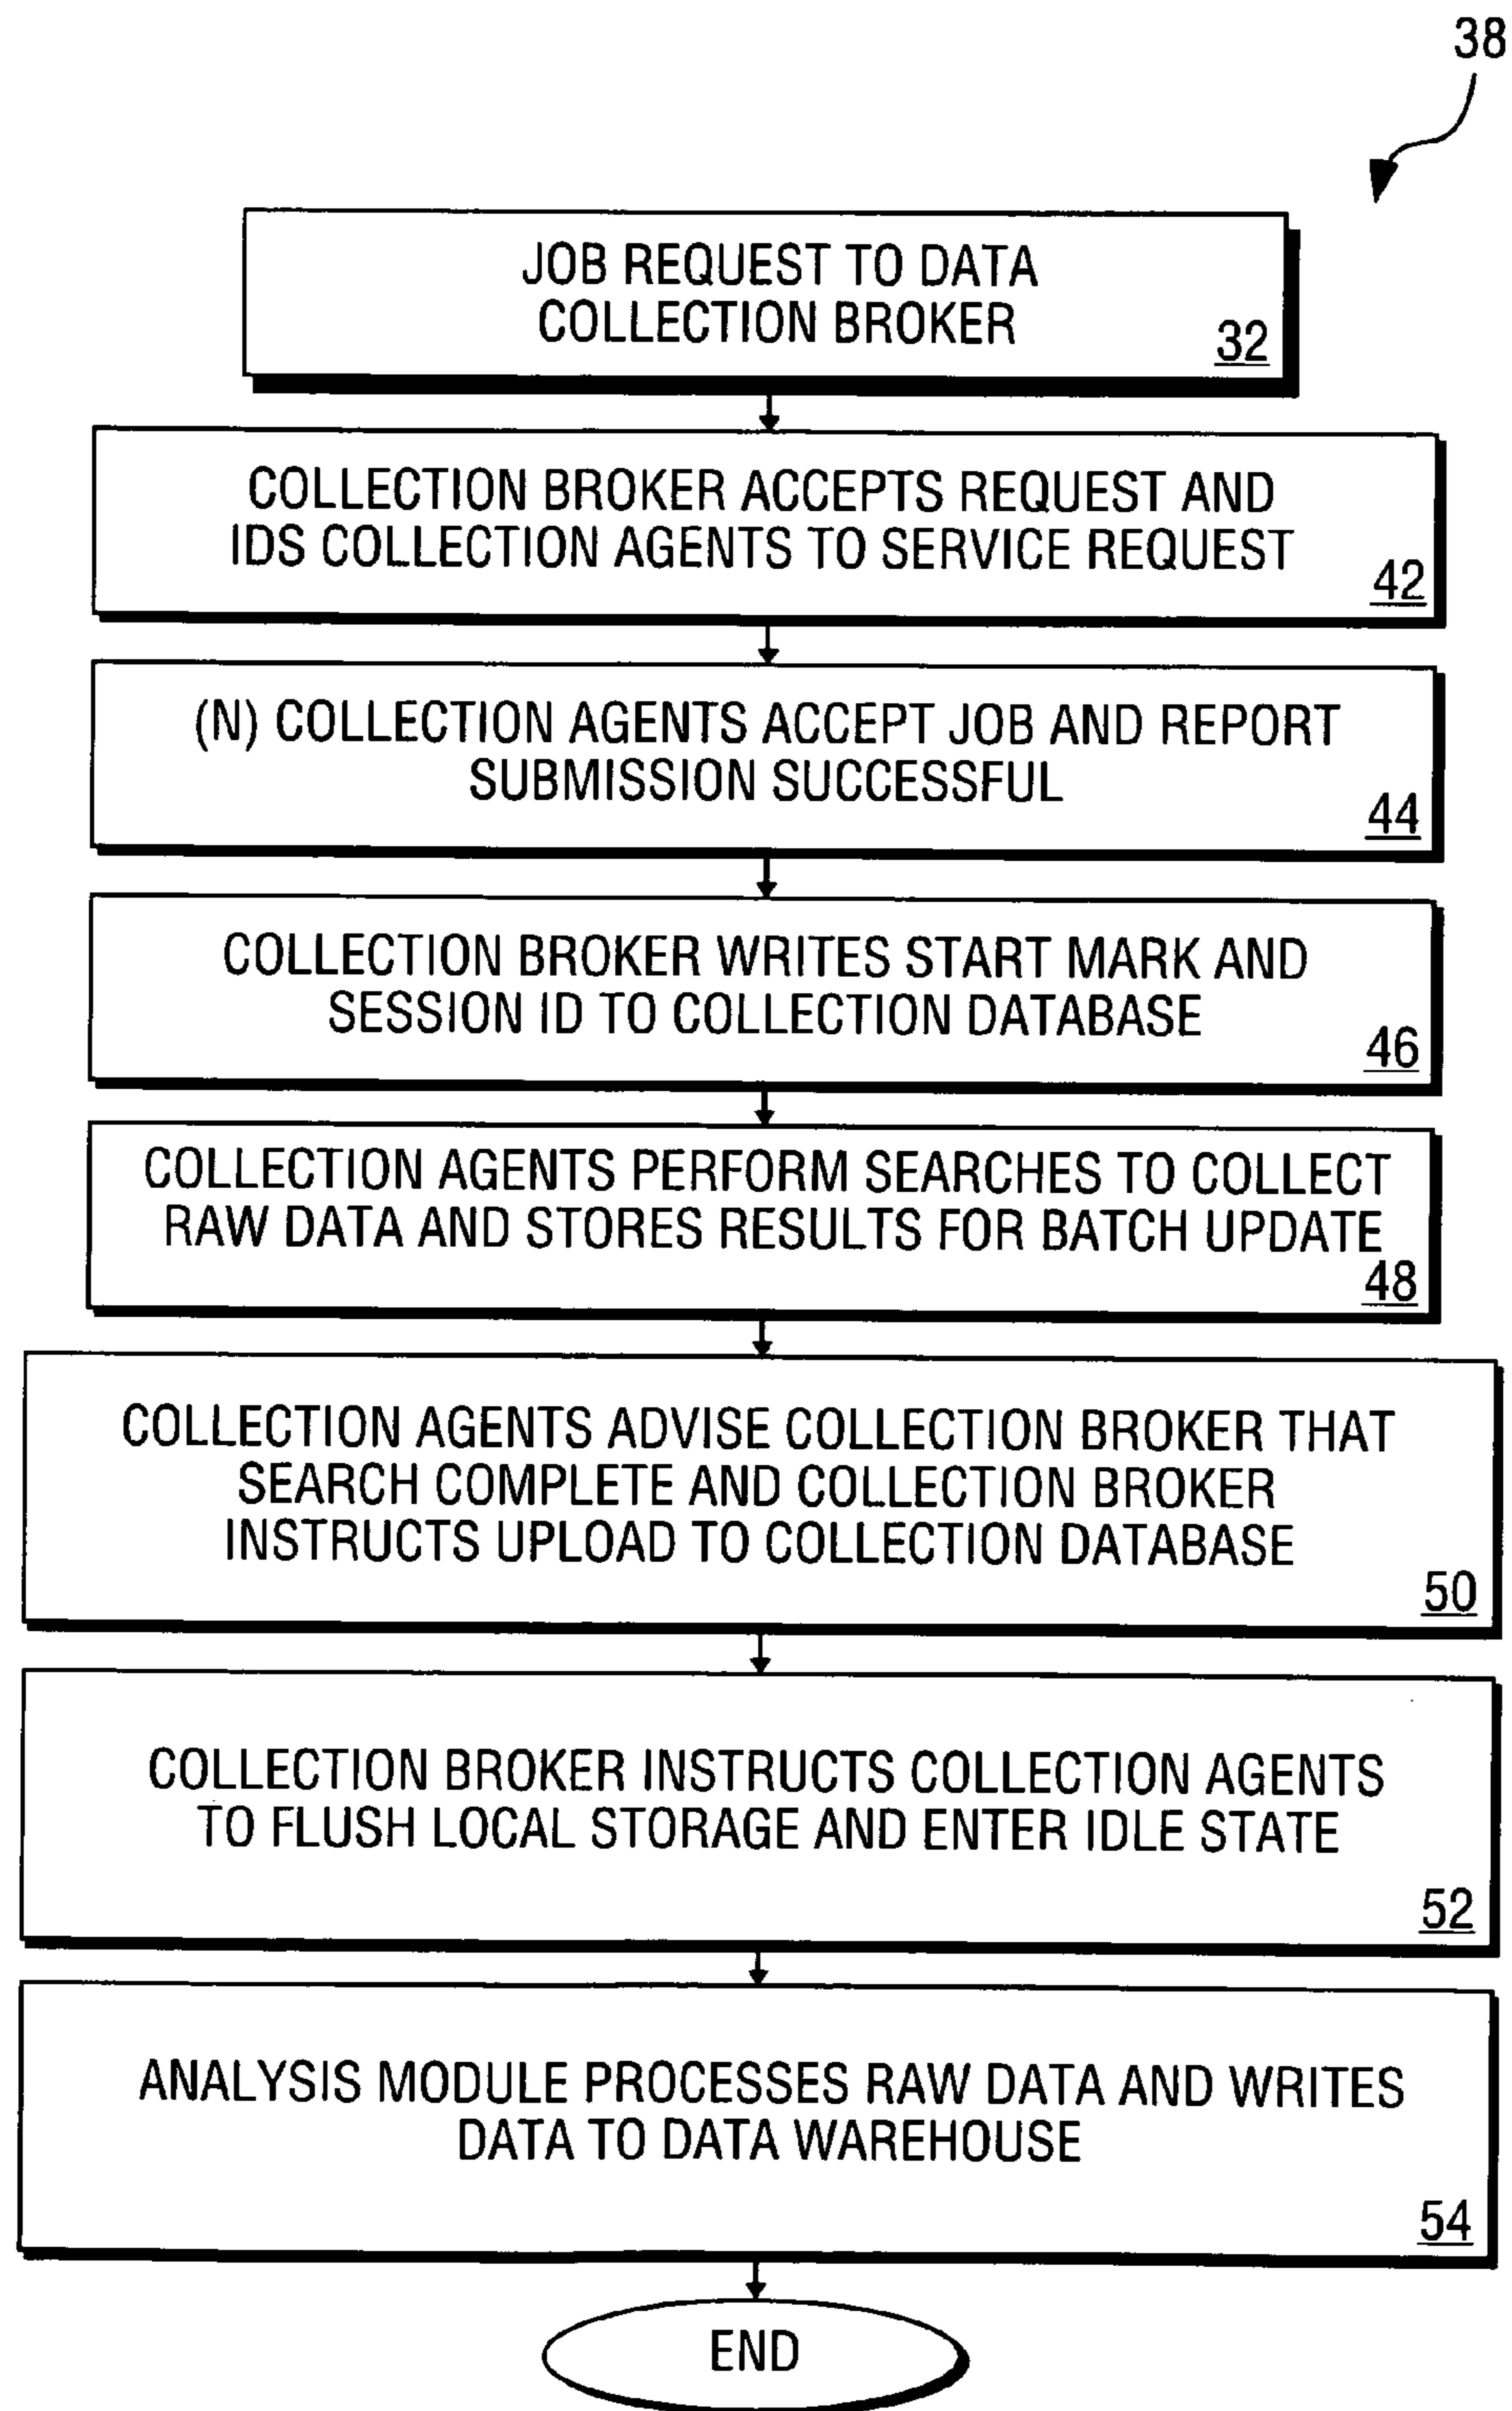 38
JOB REQUEST TO DATA
COLLECTION BROKER
32
COLLECTION BROKER ACCEPTS REQUEST AND
IDS COLLECTION AGENTS TO SERVICE REQUEST
42
(N) COLLECTION AGENTS ACCEPT JOB AND REPORT
SUBMISSION SUCCESSFUL
44
COLLECTION BROKER WRITES START MARK AND
SESSION ID TO COLLECTION DATABASE
46
COLLECTION AGENTS PERFORM SEARCHES TO COLLECT
RAW DATA AND STORES RESULTS FOR BATCH UPDATE
48
COLLECTION AGENTS ADVISE COLLECTION BROKER THAT
SEARCH COMPLETE AND COLLECTION BROKER
INSTRUCTS UPLOAD TO COLLECTION DATABASE
50
COLLECTION BROKER INSTRUCTS COLLECTION AGENTS
TO FLUSH LOCAL STORAGE AND ENTER IDLE STATE
52
ANALYSIS MODULE PROCESSES RAW DATA AND WRITES
DATA TO DATA WAREHOUSE
54
END